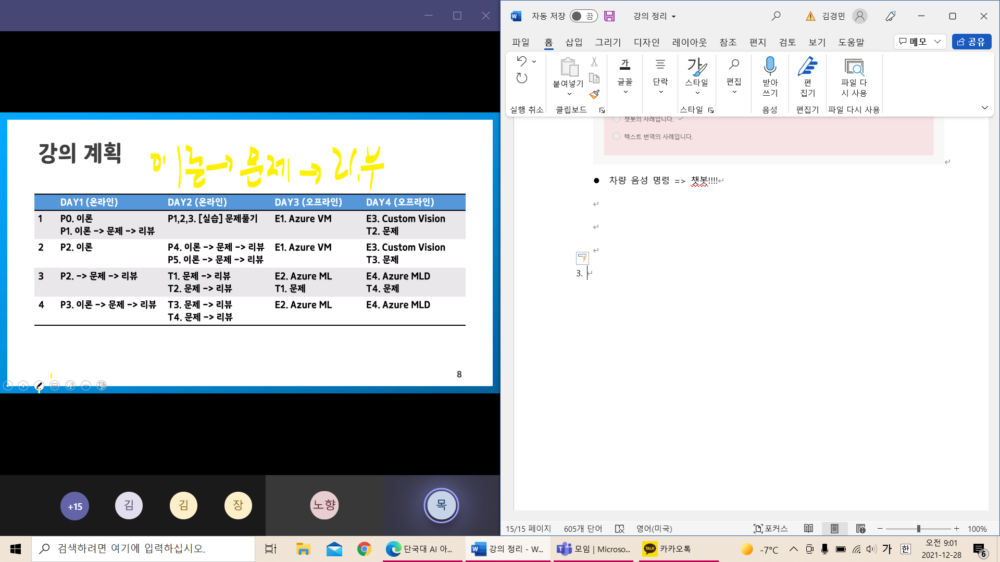 강의 계획
이론 → 문제 → 리뷰
DAY1 (온라인) DAY2 (온라인) DAY3 (오프라인) DAY4 (오프라인)
1 P0. 이론 P1,2,3. [실습] 문제풀기 E1. Azure VM E3. Custom Vision
P1. 이론 -> 문제 -> 리뷰 T2. 문제
2 P2. 이론 P4. 이론 -> 문제 -> 리뷰 E1. Azure VM E3. Custom Vision
P5. 이론 -> 문제 -> 리뷰 T3. 문제
3 P2. -> 문제 -> 리뷰 T1. 문제 -> 리뷰 E2. Azure ML E4. Azure MLD
T2. 문제 -> 리뷰 T1. 문제 T4. 문제
4 P3. 이론 -> 문제 -> 리뷰 T3. 문제 -> 리뷰 E2. Azure ML E4. Azure MLD
T4. 문제 -> 리뷰
8
+15 김 김 장 노향 목
자동 저장 끔 강의 정리 김경민
파일 홈 삽입 그리기 디자인 레이아웃 참조 편지 검토 보기 도움말 메모 공유
가 가
붙여넣기 글꼴 단락 스타일 편집 받아 편 파일 다
쓰기 집기 시 사용
실행 취소 클립보드 스타일 음성 편집기 파일 다시 사용
챗봇의 사례입니다.
텍스트 번역의 사례입니다.
● 차량 음성 명령 => 챗봇!!!!
3.
15/15 페이지 605개 단어 영어(미국) 포커스 100%
검색하려면 여기에 입력하십시오. 단국대 AI 아... 강의 정리 - W... 모임 | Microso... TALK 카카오톡 -7°C 가 한 오전 9:01
2021-12-28 6